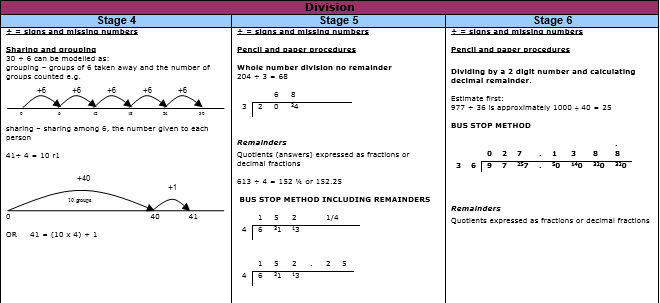 Division
Stage 4
÷ = signs and missing numbers
Sharing and grouping
30 ÷ 6 can be modelled as:
grouping – groups of 6 taken away and the number of
groups counted e.g.
+6 +6 +6 +6 +6
sharing – sharing among 6, the number given to each
person
41÷ 4 = 10 r1
+40
+1
10 groups
0 40 41
OR 41 = (10 x 4) + 1
Stage 5
÷ = signs and missing numbers
Pencil and paper procedures
Whole number division no remainder
204 ÷ 3 = 68
6 8
3 2 0 ²4
Remainders
Quotients (answers) expressed as fractions or
decimal fractions
613 ÷ 4 = 152 ¼ or 152.25
BUS STOP METHOD INCLUDING REMAINDERS
1 5 2 1/4
4 6 ²1 ¹3
1 5 2 . 2 5
4 6 ²1 ¹3
Stage 6
÷ = signs and missing numbers
Pencil and paper procedures
Dividing by a 2 digit number and calculating
decimal remainder.
Estimate first:
977 ÷ 36 is approximately 1000 ÷ 40 = 25
BUS STOP METHOD
0 2 7 . 1 3 8 8
3 6 9 7 ²⁵7 . ⁵0 ¹⁴0 ³²0 ³²0
Remainders
Quotients expressed as fractions or decimal fractions